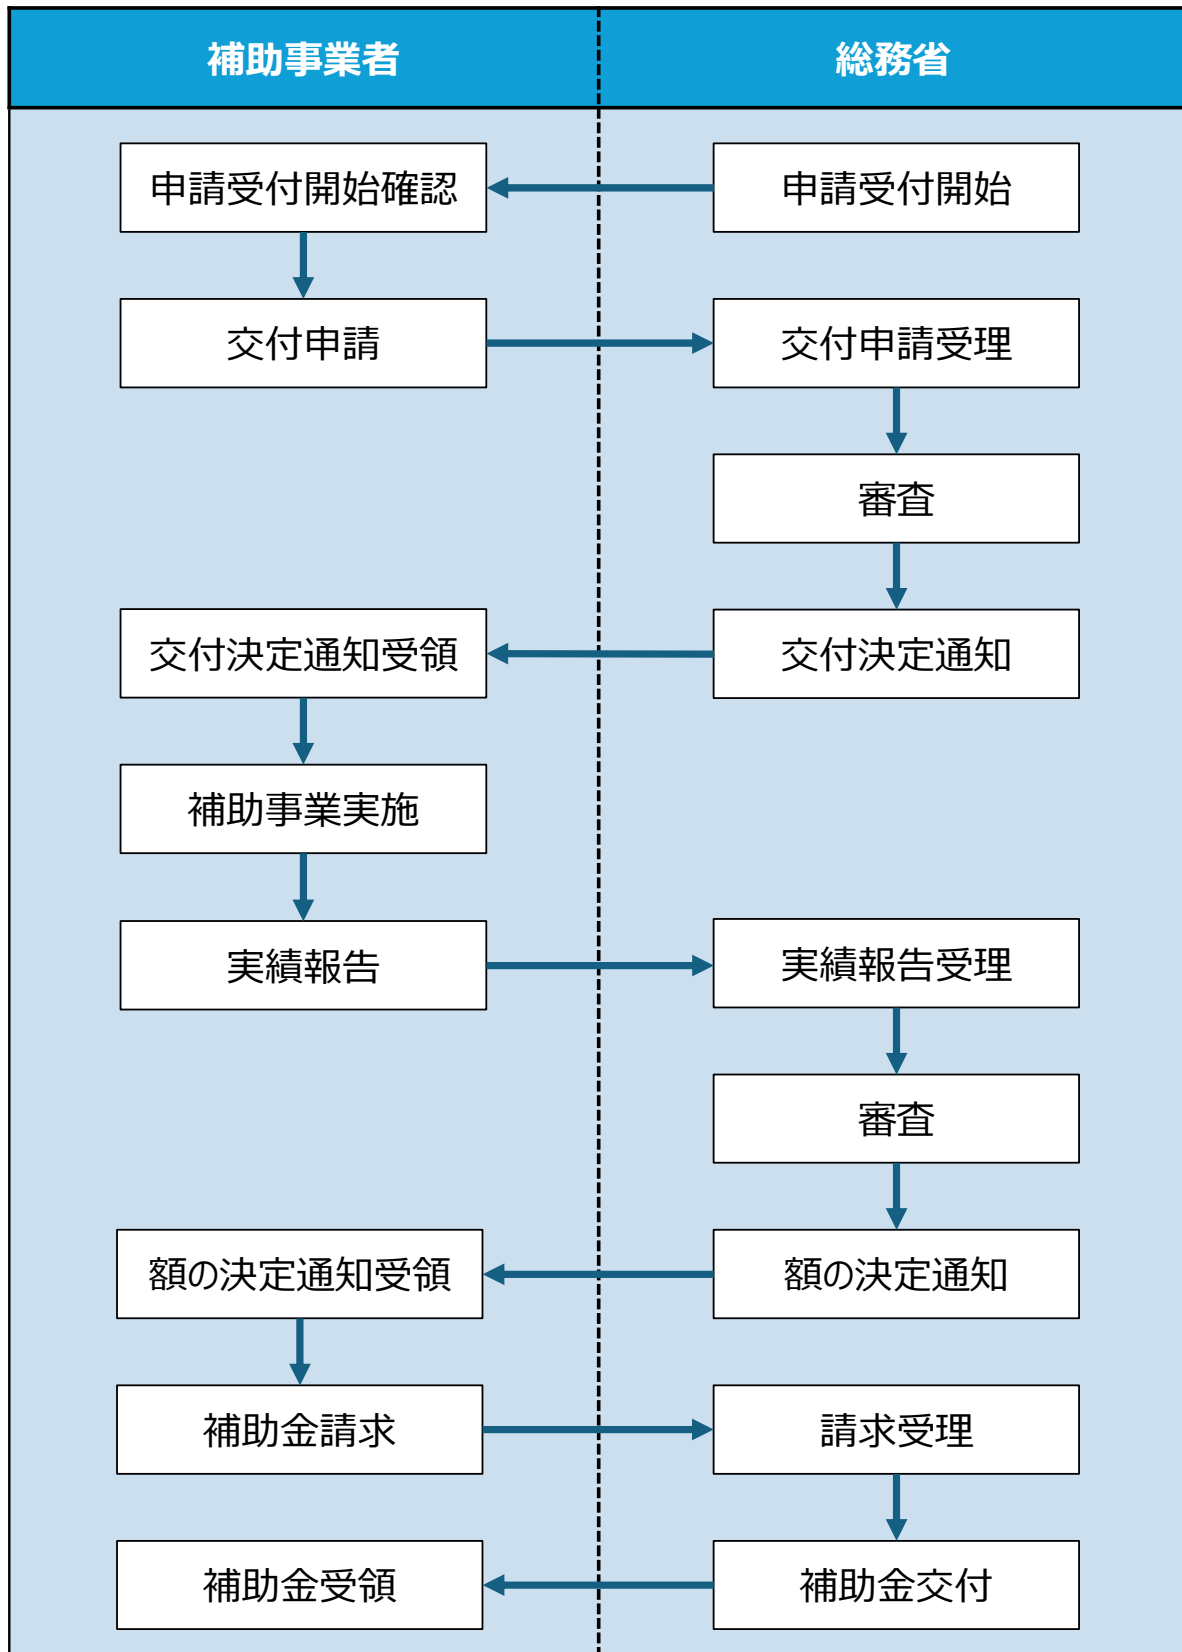 補助事業者
総務省
申請受付開始確認
申請受付開始
交付申請
交付申請受理
審査
交付決定通知受領
交付決定通知
補助事業実施
実績報告
実績報告受理
審査
額の決定通知受領
額の決定通知
補助金請求
請求受理
補助金受領
補助金交付